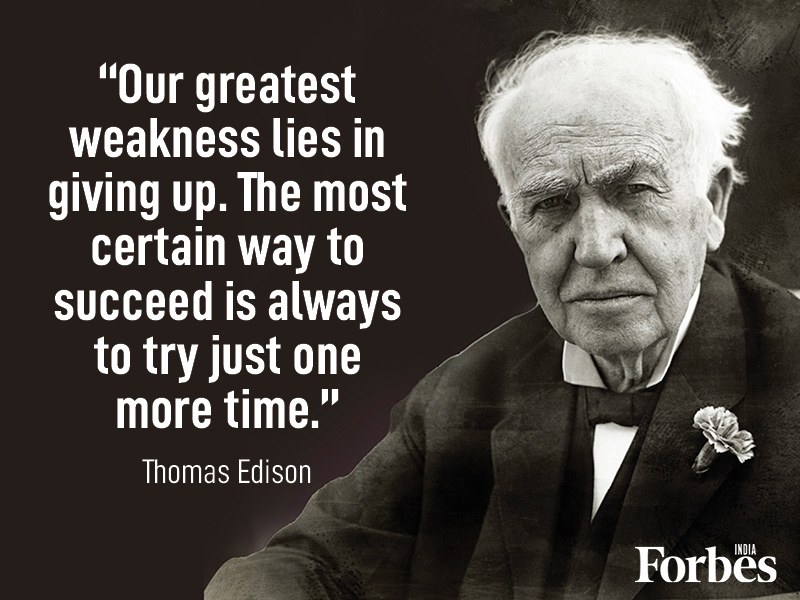 “Our greatest
weakness lies in
giving up. The most
certain way to
succeed is always
to try just one
more time.”
Thomas Edison
Forbes
INDIA